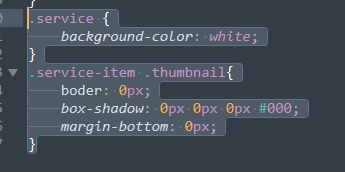 }
.service {
background-color: white;
}
.service-item .thumbnail{
boder: 0px;
box-shadow: 0px 0px 0px #000;
margin-bottom: 0px;
}